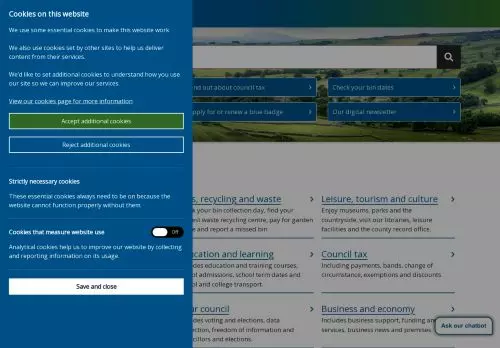 Cookies on this website
We use some essential cookies to make this website work.
We also use cookies set by other sites to help us deliver
content from their services.
We'd like to set additional cookies to understand how you use
our site so we can improve our services.
View our cookies page for more information
Accept additional cookies
Reject additional cookies
Strictly necessary cookies
These essential cookies always need to be on because the
website cannot function properly without them.
Cookies that measure website use
Off
Analytical cookies help us to improve our website by collecting
and reporting information on its usage.
Save and close
nd out about council tax
Check your bin dates
pply for or renew a blue badge
Our digital newsletter
s, recycling and waste
k your bin collection day, find your
est waste recycling centre, pay for garden
e and report a missed bin
Leisure, tourism and culture
Enjoy museums, parks and the
countryside, visit our libraries, leisure
facilities and the county record office.
ucation and learning
des education and training courses,
ol admissions, school term dates and
ol and college transport.
Council tax
Including payments, bands, change of
circumstance, exemptions and discounts
ur council
des voting and elections, data
ction, freedom of information and
cillors and elections.
Business and economy
Includes business support, funding a
services, business news and premises
Ask our chatbot